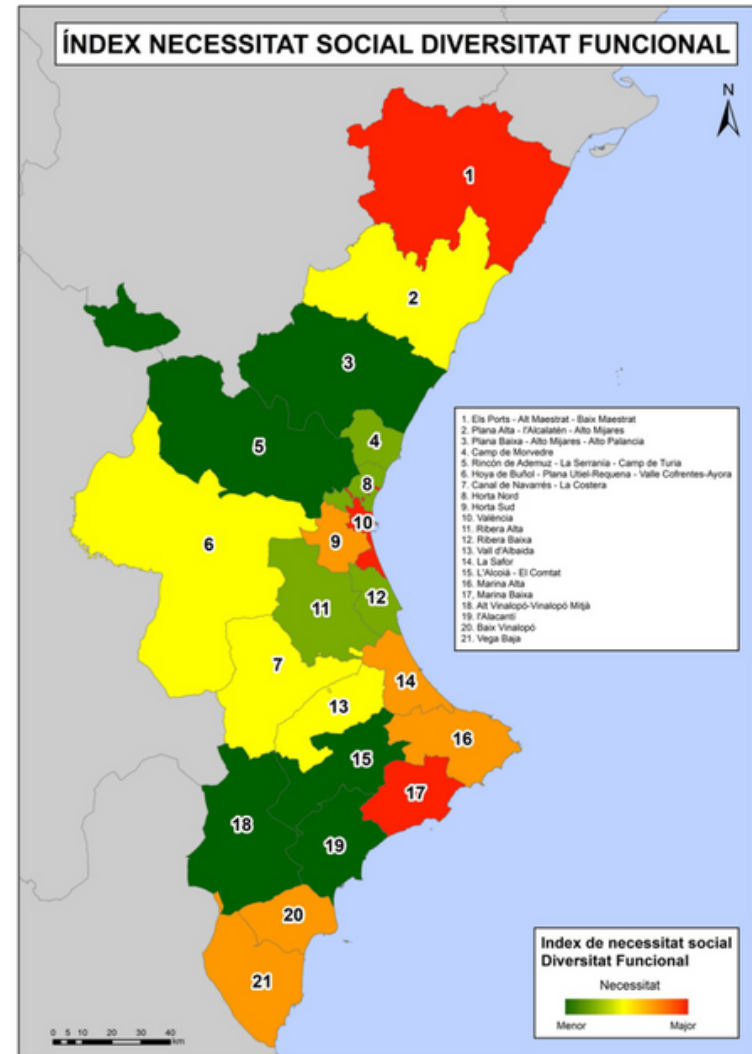 ÍNDEX NECESSITAT SOCIAL DIVERSITAT FUNCIONAL
N
1
2
3
4
5
8
10
9
6
11
12
7
14
13
16
15
17
18
19
20
21
1. Els Ports - Alt Maestrat - Baix Maestrat
2. Plana Alta - l'Alcalatén - Alto Mijares
3. Plana Baixa - Alto Mijares - Alto Palancia
4. Camp de Morvedre
5. Rincón de Ademuz - La Serranía - Camp de Turia
6. Hoya de Buñol - Plana Utiel-Requena - Valle Cofrentes-Ayora
7. Canal de Navarrés - La Costera
8. Horta Nord
9. Horta Sud
10. València
11. Ribera Alta
12. Ribera Baixa
13. Vall d'Albaida
14. La Safor
15. L'Alcoià - El Comtat
16. Marina Alta
17, Marina Baixa
18. Alt Vinalopó-Vinalopó Mitjà
19. l'Alacantí
20. Baix Vinalopó
21. Vega Baja
Index de necessitat social
Diversitat Funcional
Necessitat
Menor Major
0 5 10 20 30 40
km